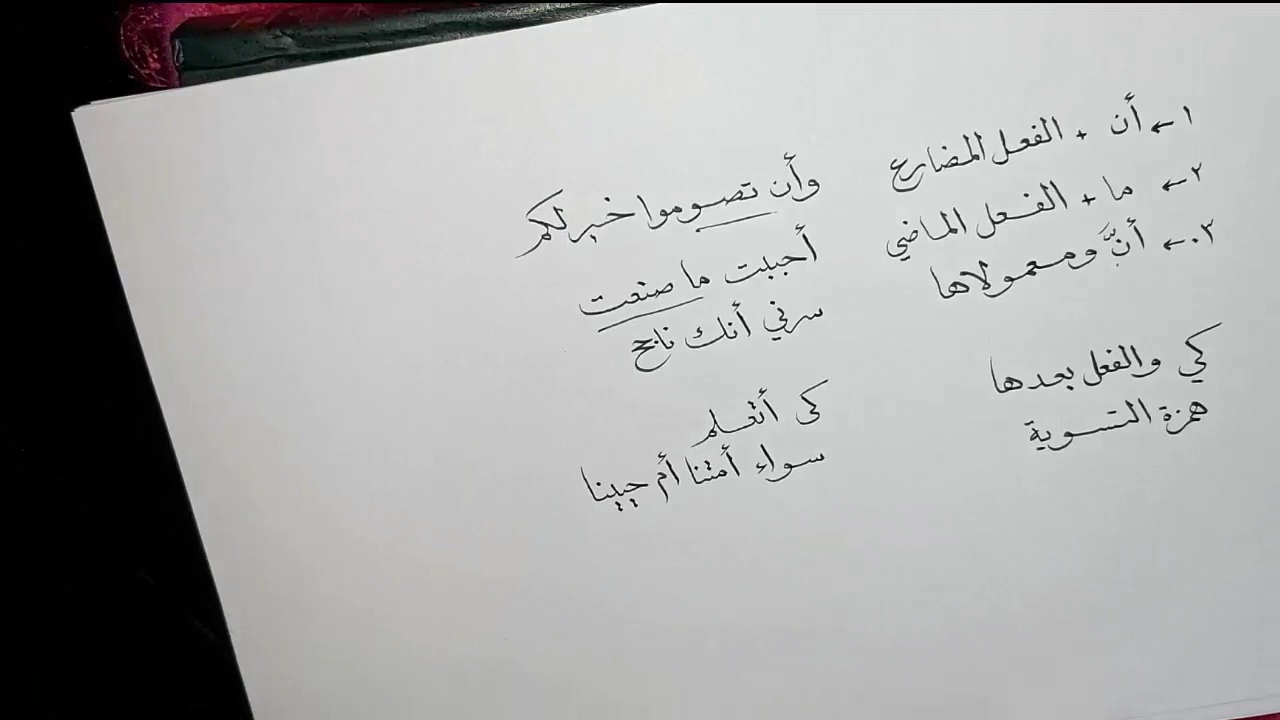 ١ ← أن + الفعل المضارع
وأن تصوموا خير لكم
٢ ← ما + الفعل الماضي
أحببت ما صنعت
٣ ← أنَّ ومعمولاها
سرني أنك ناجح
كي والفعل بعدها
كى أتعلم
همزة التسوية
سواء أمتنا أم حيينا